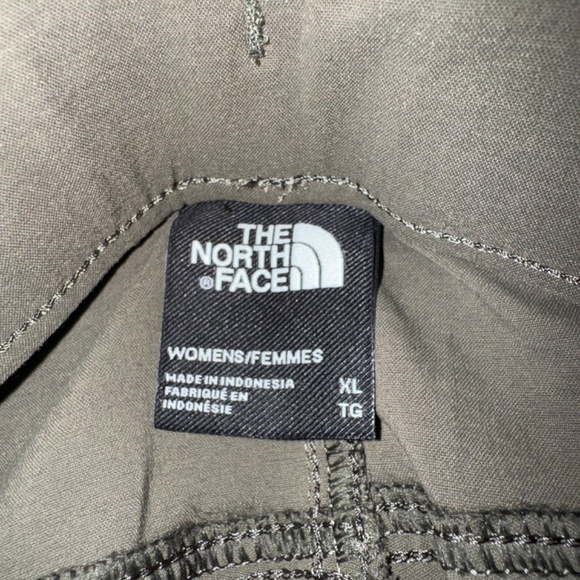 THE
NORTH
® FACE
WOMENS/FEMMES
MADE IN INDONESIA
FABRIQUÉ EN
INDONÉSIE
XL
TG